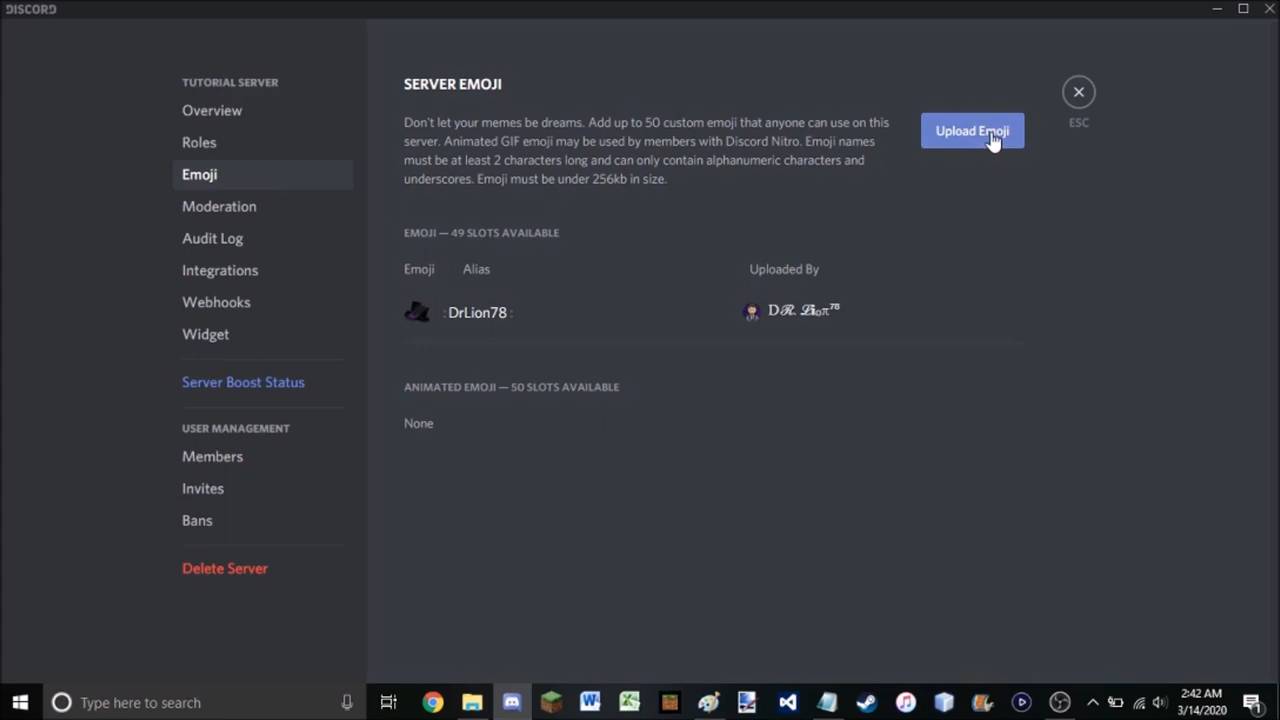 DISCORD
TUTORIAL SERVER
Overview
Roles
Emoji
Moderation
Audit Log
Integrations
Webhooks
Widget
Server Boost Status
USER MANAGEMENT
Members
Invites
Bans
Delete Server
SERVER EMOJI
Don't let your memes be dreams. Add up to 50 custom emoji that anyone can use on this
server. Animated GIF emoji may be used by members with Discord Nitro. Emoji names
must be at least 2 characters long and can only contain alphanumeric characters and
underscores. Emoji must be under 256kb in size.
Upload Emoji
ESC
EMOJI — 49 SLOTS AVAILABLE
Emoji Alias Uploaded By
:DrLion78: D𝓡. 𝓛𝐢ₒπ⁷⁸
ANIMATED EMOJI — 50 SLOTS AVAILABLE
None
Type here to search
2:42 AM
3/14/2020
1